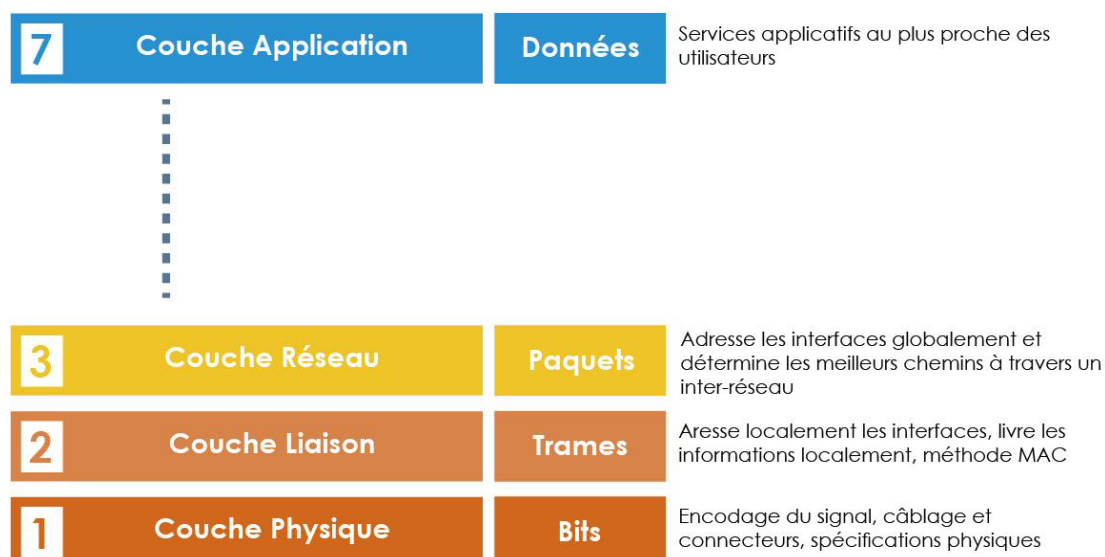 7 Couche Application Données Services applicatifs au plus proche des
utilisateurs
3 Couche Réseau Paquets Adresse les interfaces globalement et
détermine les meilleurs chemins à travers un
inter-réseau
2 Couche Liaison Trames Aresse localement les interfaces, livre les
informations localement, méthode MAC
1 Couche Physique Bits Encodage du signal, câblage et
connecteurs, spécifications physiques